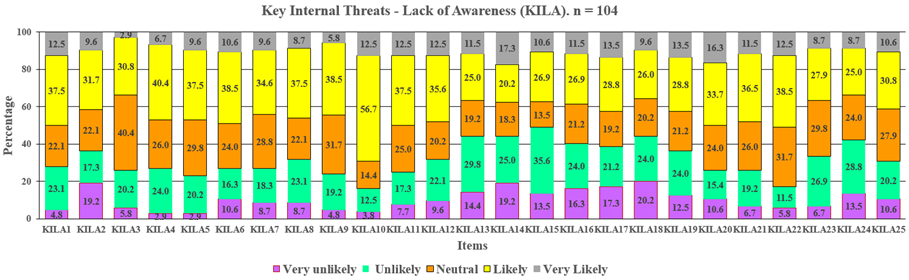 Key Internal Threats - Lack of Awareness (KILA). n = 104
Percentage
100
80
60
40
20
0
12.5 9.6 2.9 6.7 9.6 10.6 9.6 8.7 5.8 12.5 12.5 12.5 11.5 17.3 10.6 11.5 13.5 9.6 13.5 16.3 11.5 12.5 8.7 8.7 10.6
37.5 31.7 30.8 40.4 37.5 38.5 34.6 37.5 38.5 56.7 37.5 35.6 25.0 20.2 26.9 26.9 28.8 26.0 28.8 33.7 36.5 38.5 27.9 25.0 30.8
22.1 22.1 40.4 26.0 29.8 24.0 28.8 22.1 31.7 14.4 25.0 20.2 19.2 18.3 13.5 21.2 19.2 20.2 21.2 24.0 26.0 31.7 29.8 24.0 27.9
23.1 17.3 20.2 24.0 20.2 16.3 18.3 23.1 19.2 12.5 17.3 22.1 29.8 25.0 35.6 24.0 21.2 24.0 24.0 15.4 19.2 11.5 26.9 28.8 20.2
4.8 19.2 5.8 2.9 2.9 10.6 8.7 8.7 4.8 3.8 7.7 9.6 14.4 19.2 13.5 16.3 17.3 20.2 12.5 10.6 6.7 5.8 6.7 13.5 10.6
KILA1 KILA2 KILA3 KILA4 KILA5 KILA6 KILA7 KILA8 KILA9 KILA10 KILA11 KILA12 KILA13 KILA14 KILA15 KILA16 KILA17 KILA18 KILA19 KILA20 KILA21 KILA22 KILA23 KILA24 KILA25
Items
Very unlikely Unlikely Neutral Likely Very Likely